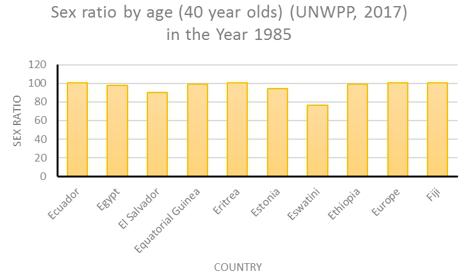 Sex ratio by age (40 year olds) (UNWPP, 2017)
in the Year 1985
SEX RATIO
120
100
80
60
40
20
0
Ecuador
Egypt
El Salvador
Equatorial Guinea
Eritrea
Estonia
Eswatini
Ethiopia
Europe
Fiji
COUNTRY